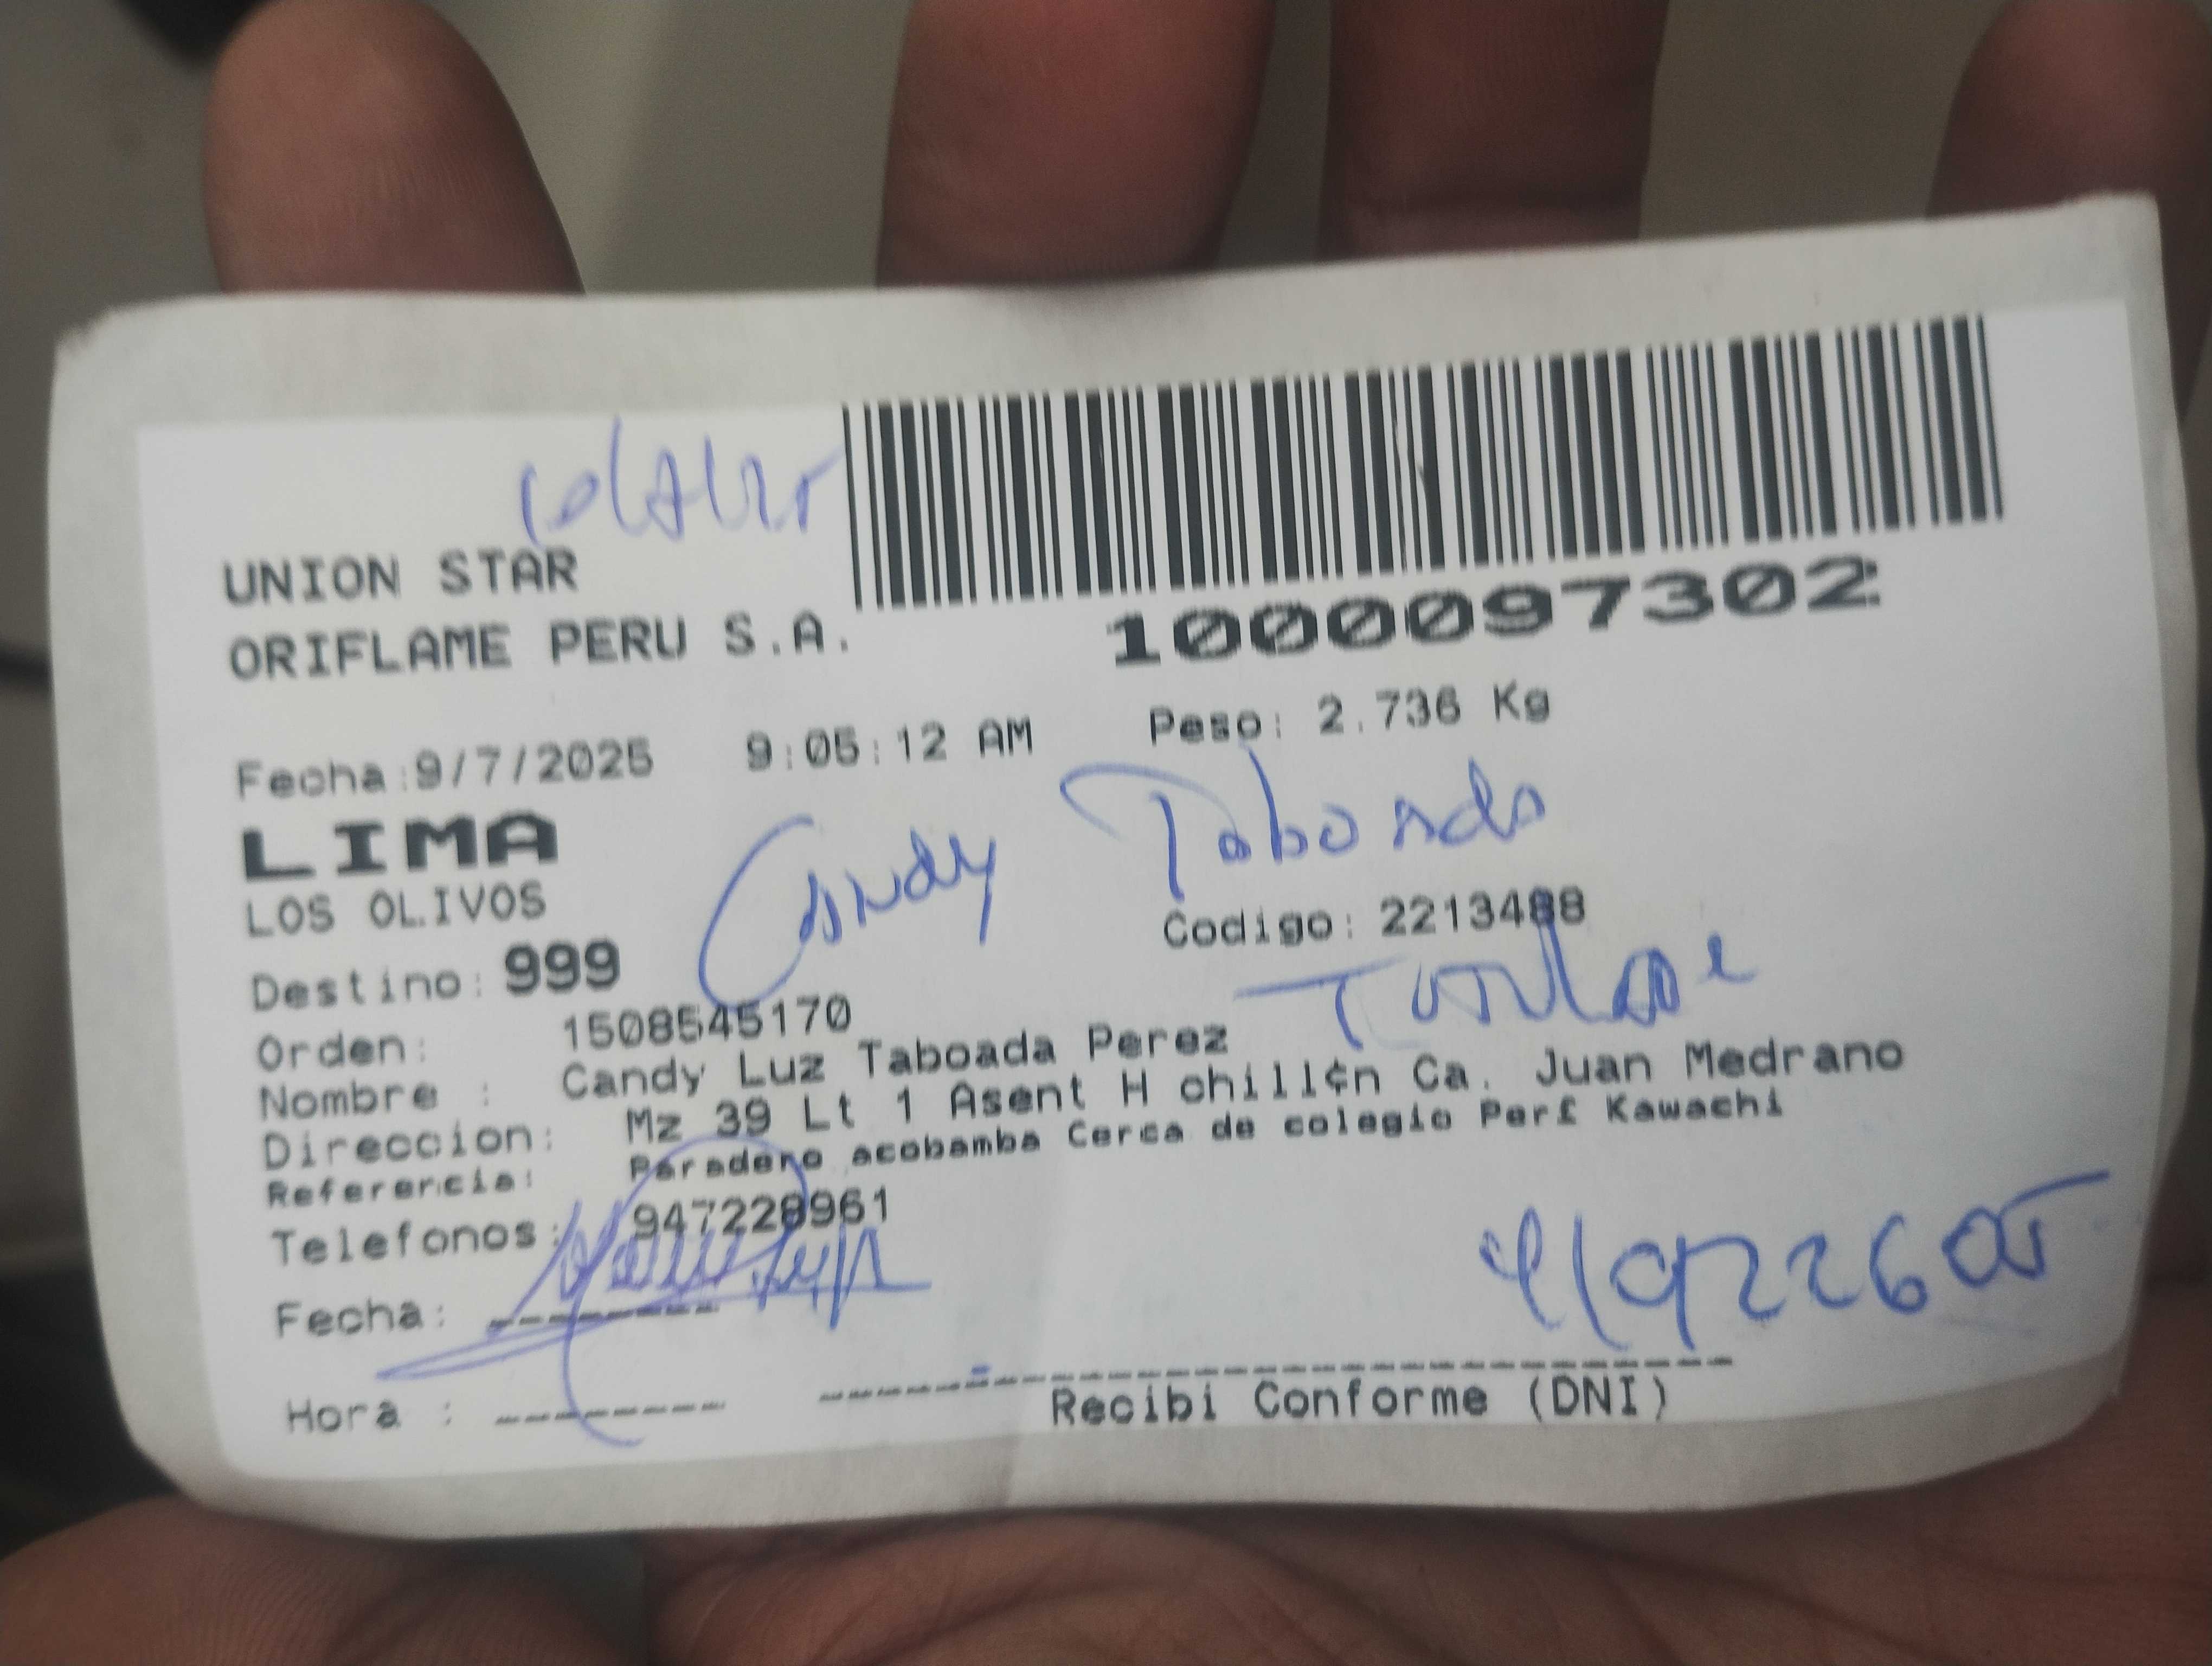 UNION STAR
ORIFLAME PERU S.A.
1000097302
Fecha:9/7/2025 9:05:12 AM Peso: 2.736 Kg
LIMA
Candy Taboada
LOS OLIVOS
Codigo: 2213488
Destino: 999
Orden: 1508545170
Nombre : Candy Luz Taboada Perez
Direccion: Mz 39 Lt 1 Asent H chill¢n Ca. Juan Medrano
Referencia: Paradero acobamba Cerca de colegio Perf Kawachi
Telefonos: 947228961
Fecha:
Hora :
Recibi Conforme (DNI)